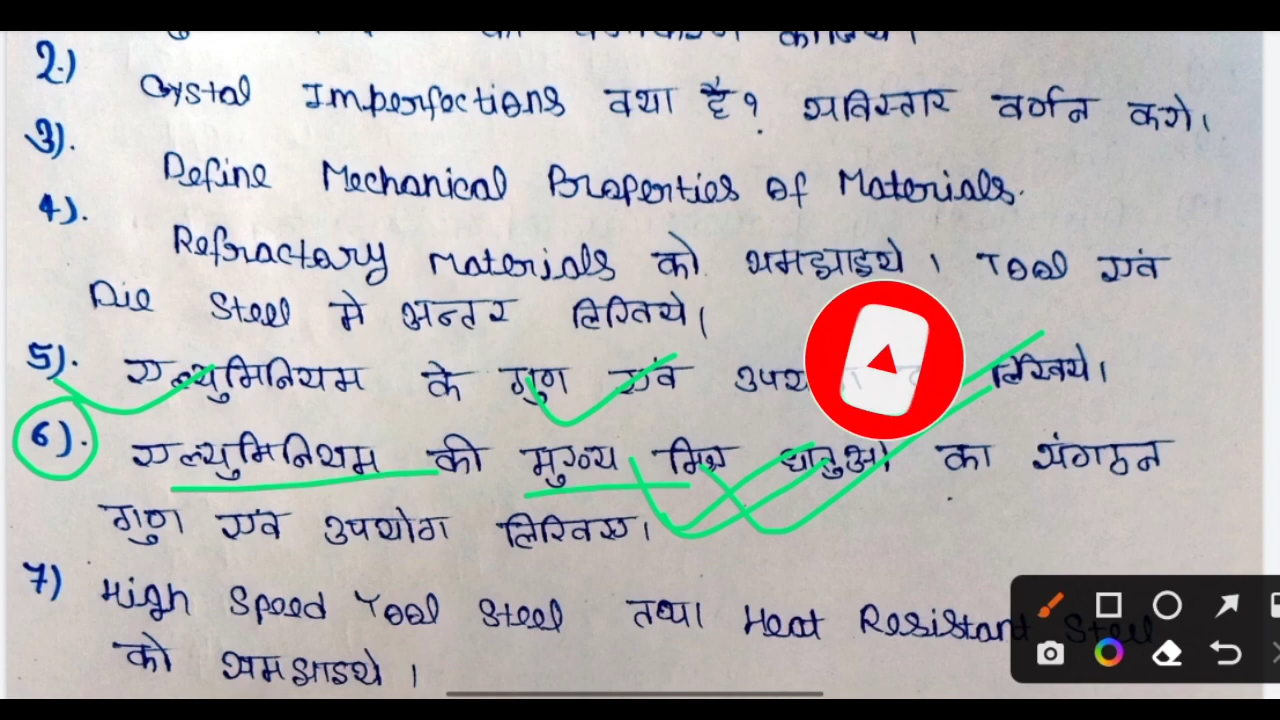 2.)
Crystal Imperfections क्या है? सविस्तार वर्णन करो।
3).
Define Mechanical Properties of Materials.
4).
Refractory Materials को समझाइये। Tool एवं
Die Steel मे अन्तर लिखिये।
5). एल्युमिनियम के गुण एवं लिखिये।
6). एल्युमिनियम की मुख्य मिश्र धातुओ का संगठन
गुण एवं उपयोग लिखिए।
7) High Speed Tool Steel तथा Heat Resistant Steel
को समझाइये।